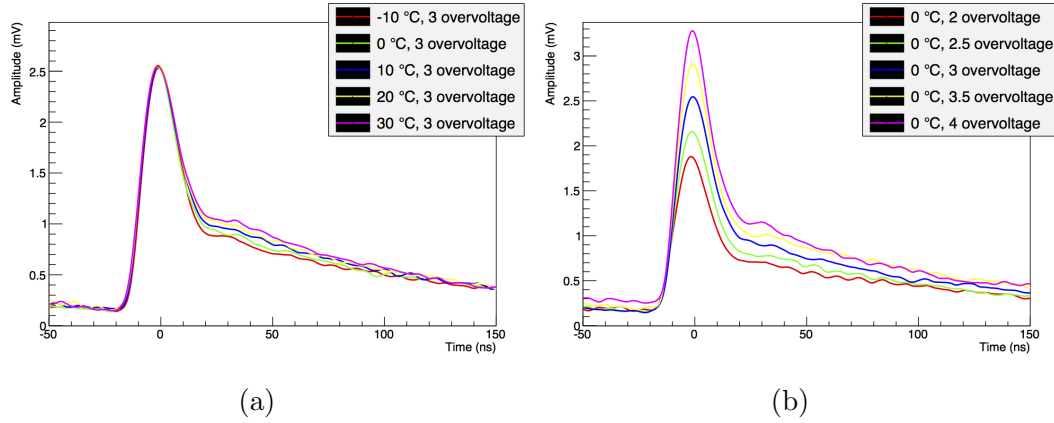 Amplitude (mV)
2.5
2
1.5
1
0.5
0
-50
0
50
100
150
Time (ns)
-10 °C, 3 overvoltage
0 °C, 3 overvoltage
10 °C, 3 overvoltage
20 °C, 3 overvoltage
30 °C, 3 overvoltage
(a)
Amplitude (mV)
3
2.5
2
1.5
1
0.5
0
-50
0
50
100
150
Time (ns)
0 °C, 2 overvoltage
0 °C, 2.5 overvoltage
0 °C, 3 overvoltage
0 °C, 3.5 overvoltage
0 °C, 4 overvoltage
(b)